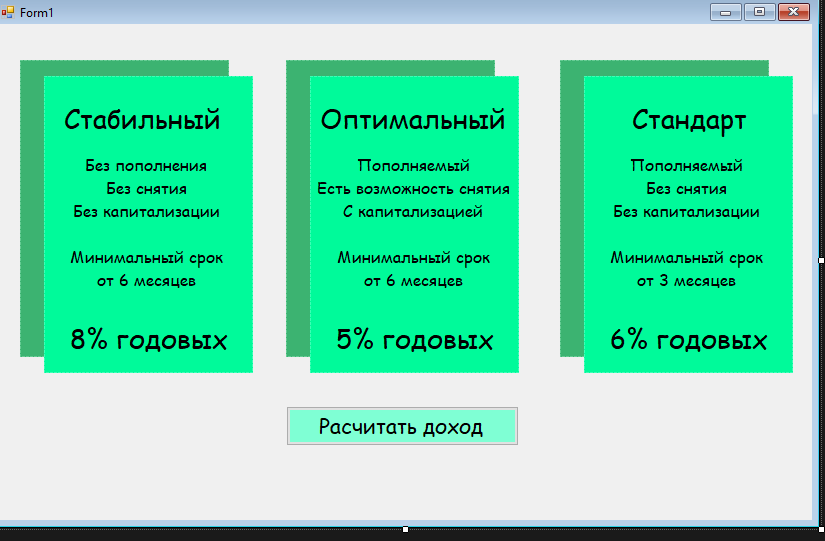 Form1
Стабильный
Без пополнения
Без снятия
Без капитализации
Минимальный срок
от 6 месяцев
8% годовых
Оптимальный
Пополняемый
Есть возможность снятия
С капитализацией
Минимальный срок
от 6 месяцев
5% годовых
Стандарт
Пополняемый
Без снятия
Без капитализации
Минимальный срок
от 3 месяцев
6% годовых
Расчитать доход